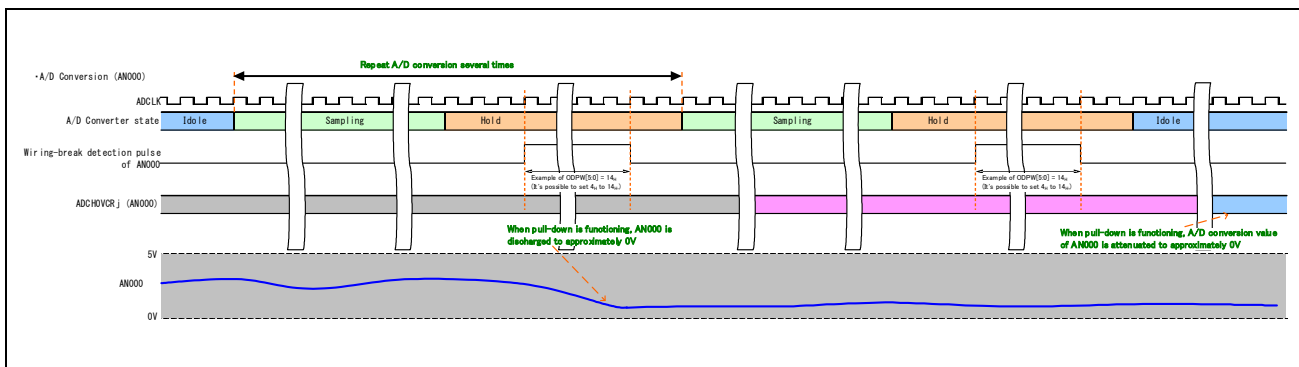 Repeat A/D conversion several times
・A/D Conversion (AN000)
ADCLK
A/D Converter state
Idole
Sampling
Hold
Sampling
Hold
Idole
Wiring-break detection pulse
of AN000
Example of ODPW[5:0] = 14H
(It's possible to set 4H to 14H)
Example of ODPW[5:0] = 14H
(It's possible to set 4H to 14H)
ADCHOVCRj (AN000)
When pull-down is functioning, AN000 is
discharged to approximately 0V
When pull-down is functioning, A/D conversion value
of AN000 is attenuated to approximately 0V
5V
AN000
0V